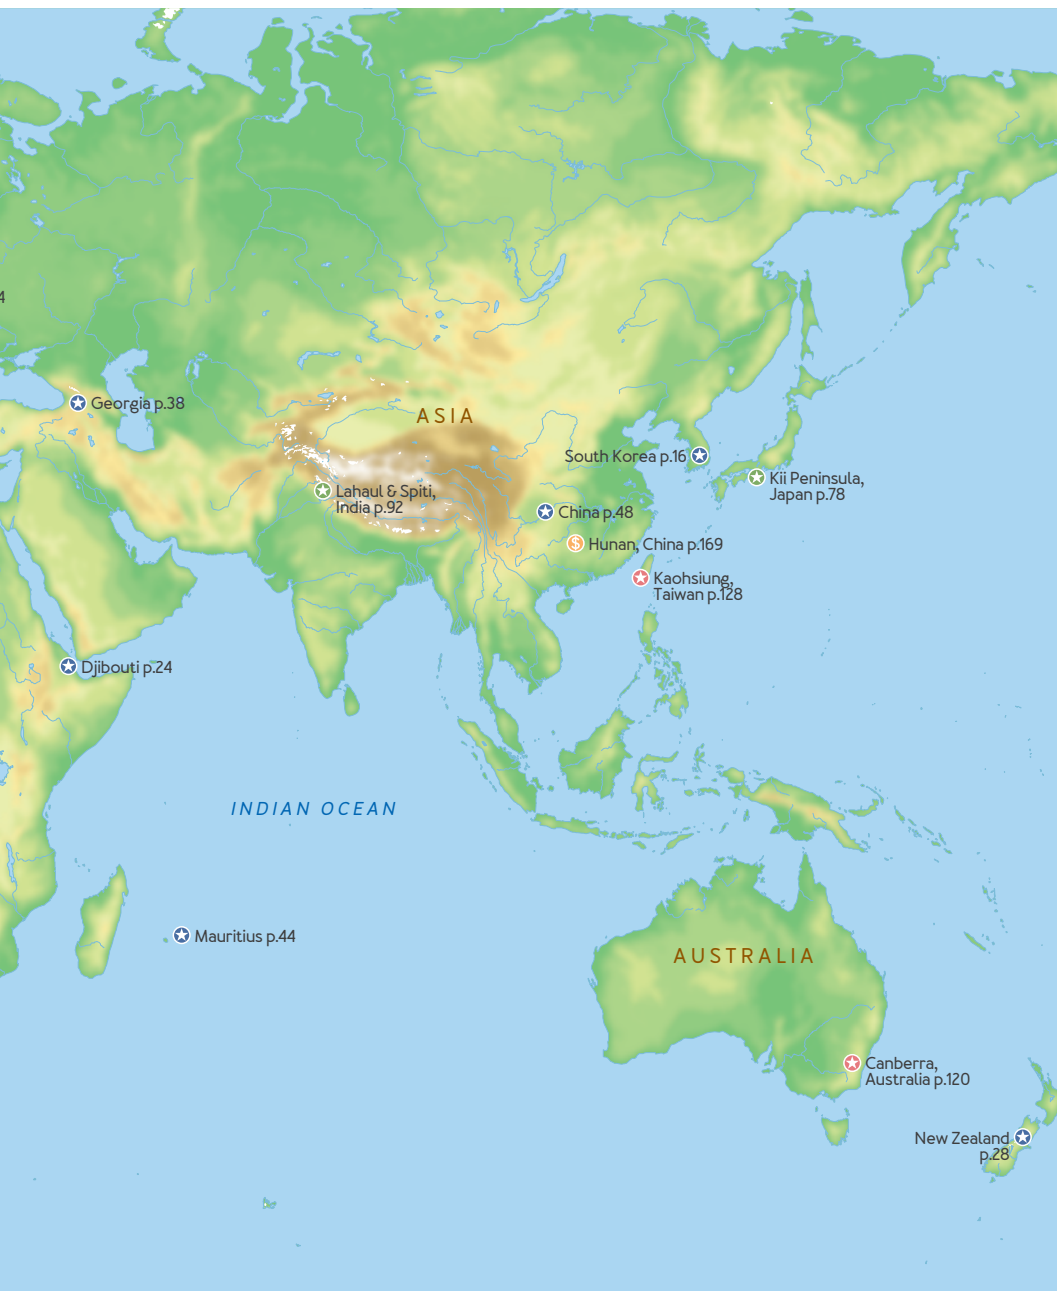 4
Georgia p.38
ASIA
South Korea p.16
Kii Peninsula,
Japan p.78
Lahaul & Spiti,
India p.92
China p.48
Hunan, China p.169
Kaohsiung,
Taiwan p.128
Djibouti p.24
INDIAN OCEAN
Mauritius p.44
AUSTRALIA
Canberra,
Australia p.120
New Zealand
p.28